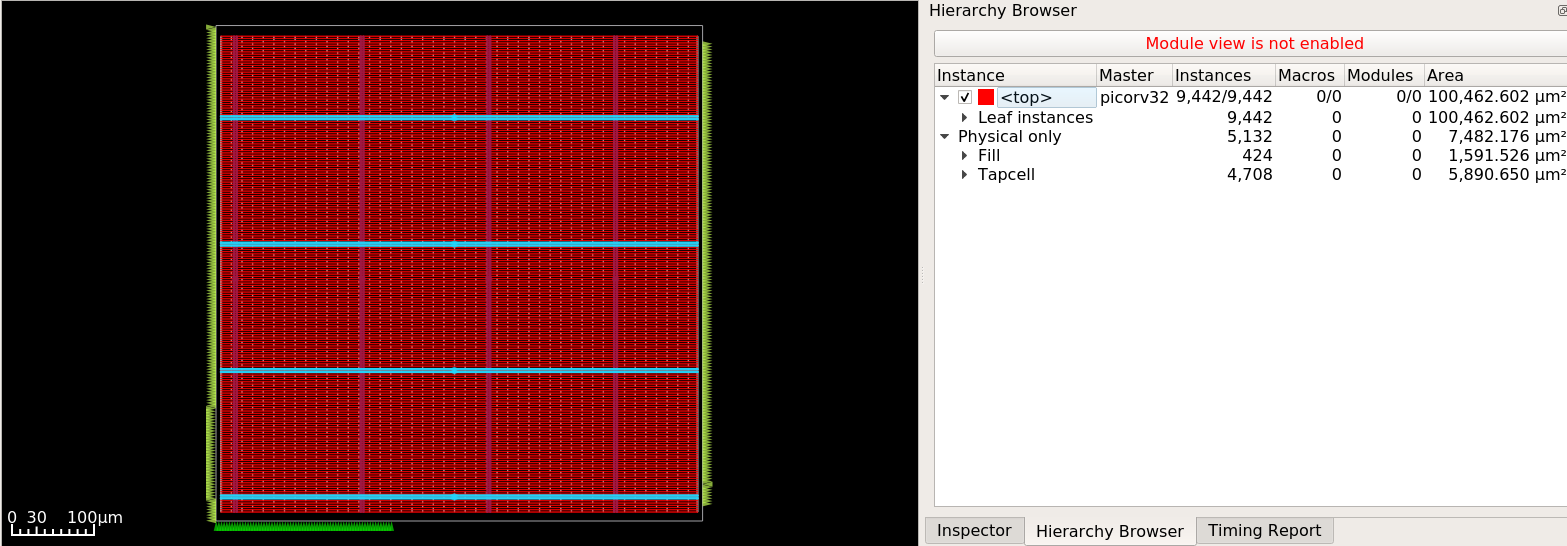 Hierarchy Browser
Module view is not enabled
Instance Master Instances Macros Modules Area
<top> picorv32 9,442/9,442 0/0 0/0 100,462.602 μm²
Leaf instances 9,442 0 0 100,462.602 μm²
Physical only 5,132 0 0 7,482.176 μm²
Fill 424 0 0 1,591.526 μm²
Tapcell 4,708 0 0 5,890.650 μm²
0 30 100μm
Inspector Hierarchy Browser Timing Report